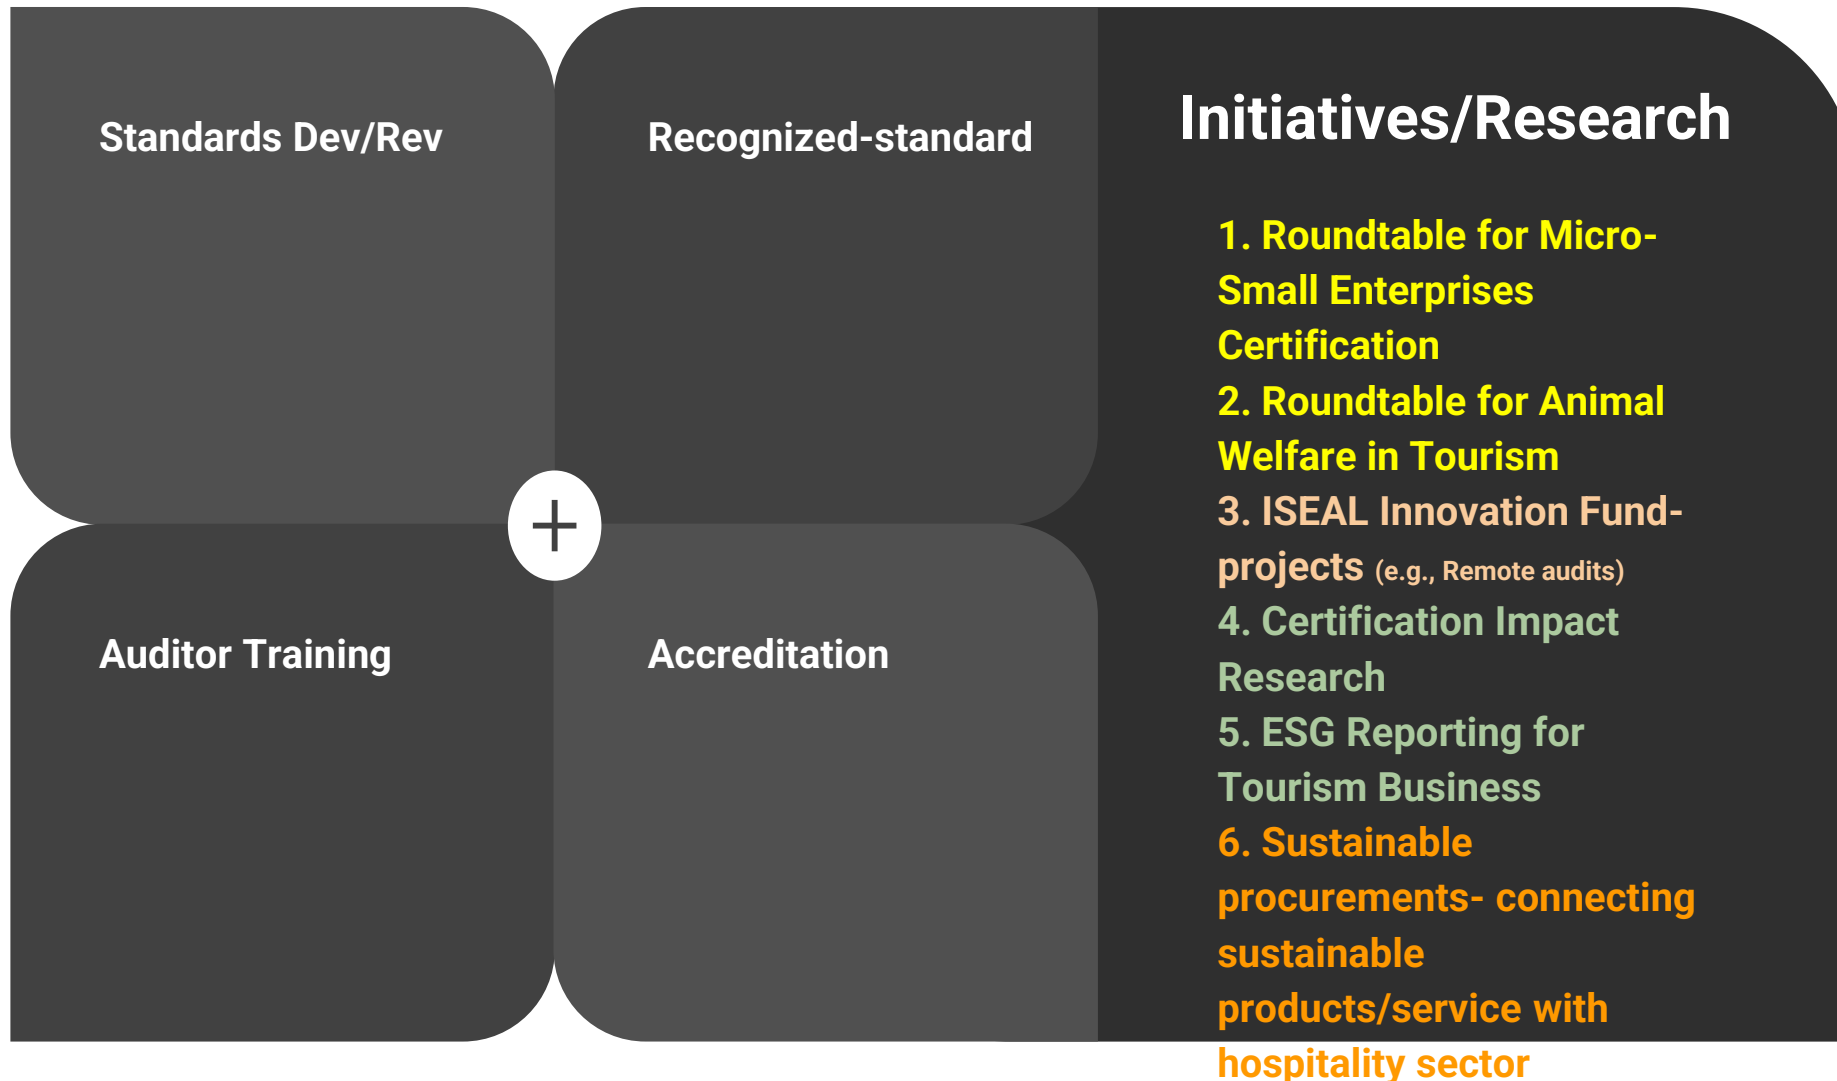 Standards Dev/Rev
Recognized-standard
Auditor Training
Accreditation
Initiatives/Research
1. Roundtable for Micro-
Small Enterprises
Certification
2. Roundtable for Animal
Welfare in Tourism
3. ISEAL Innovation Fund-
projects (e.g., Remote audits)
4. Certification Impact
Research
5. ESG Reporting for
Tourism Business
6. Sustainable
procurements- connecting
sustainable
products/service with
hospitality sector